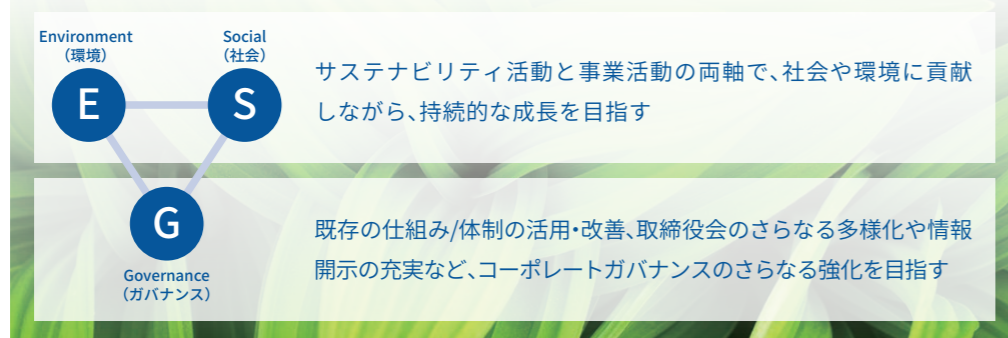 Environment
（環境）
Social
（社会）
E
S
サステナビリティ活動と事業活動の両軸で、社会や環境に貢献
しながら、持続的な成長を目指す
G
Governance
（ガバナンス）
既存の仕組み/体制の活用・改善、取締役会のさらなる多様化や情報
開示の充実など、コーポレートガバナンスのさらなる強化を目指す